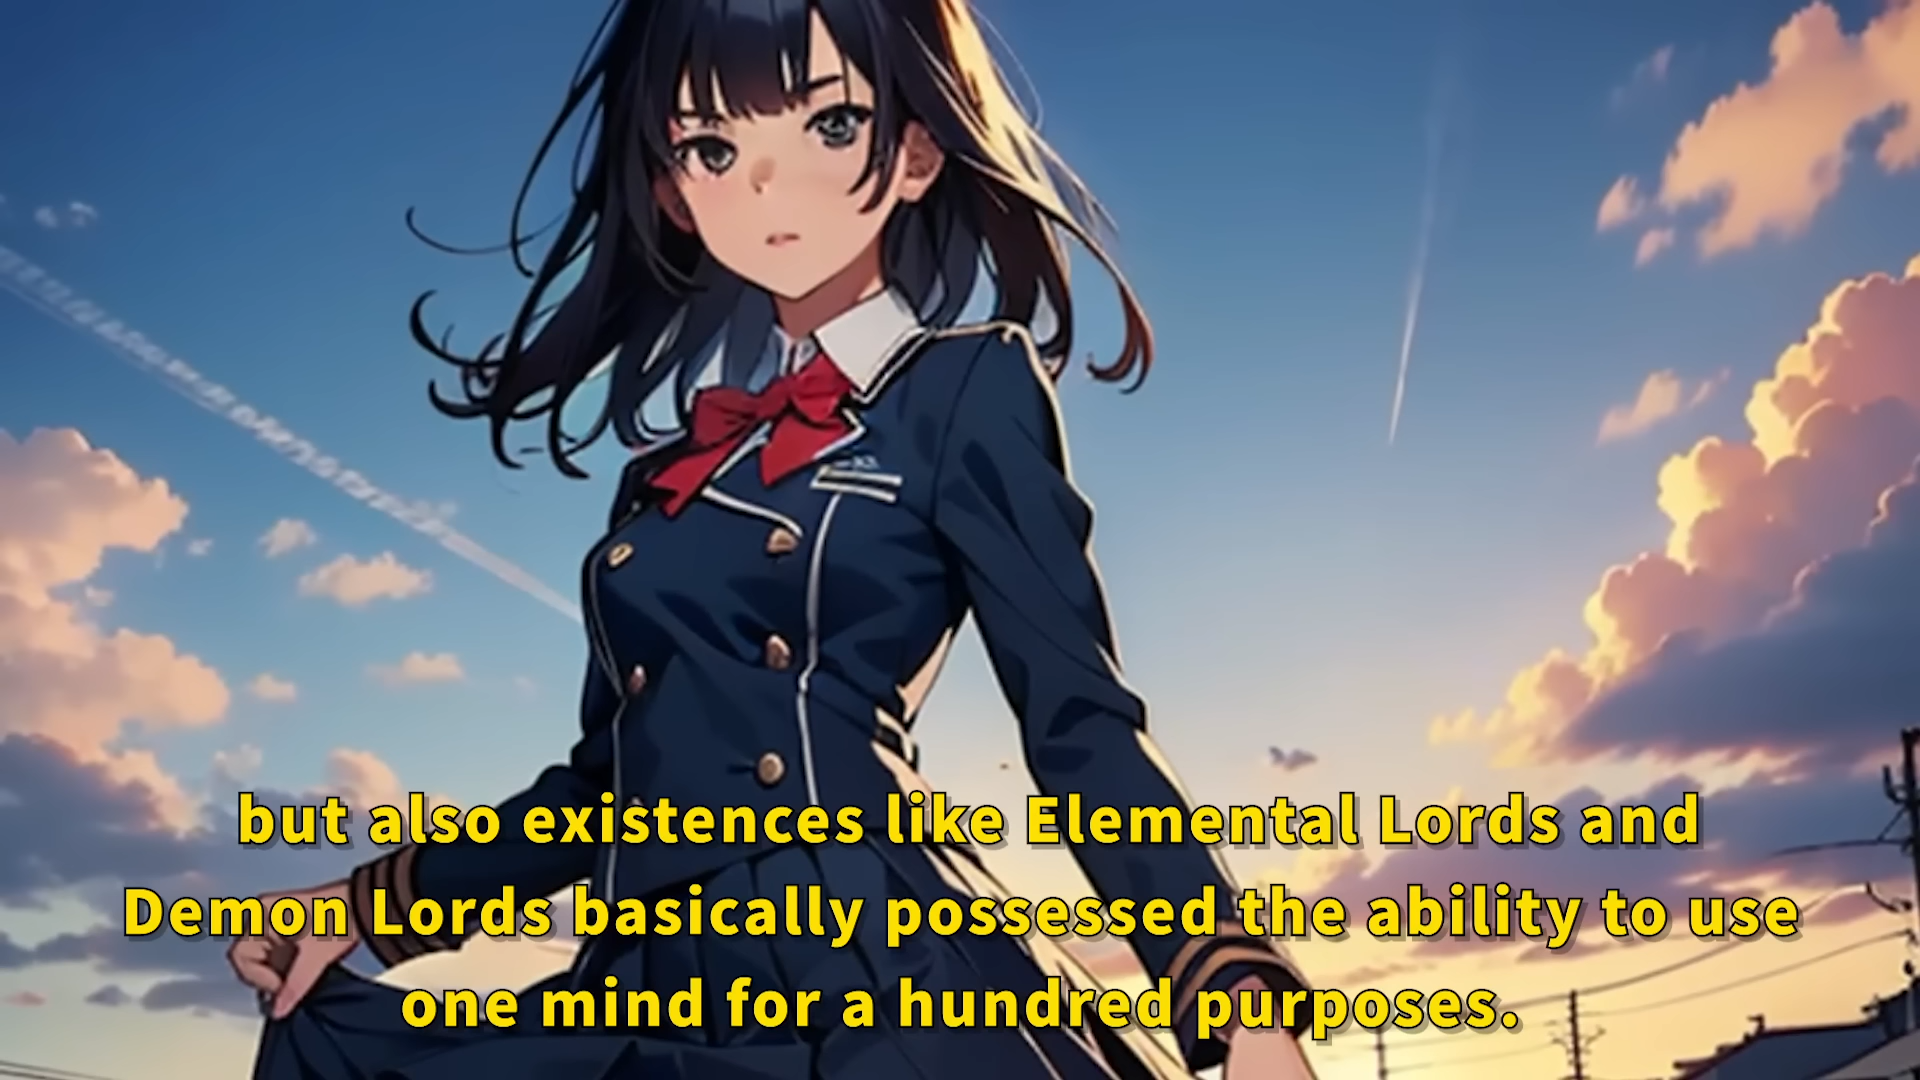 but also existences like Elemental Lords and
Demon Lords basically possessed the ability to use
one mind for a hundred purposes.